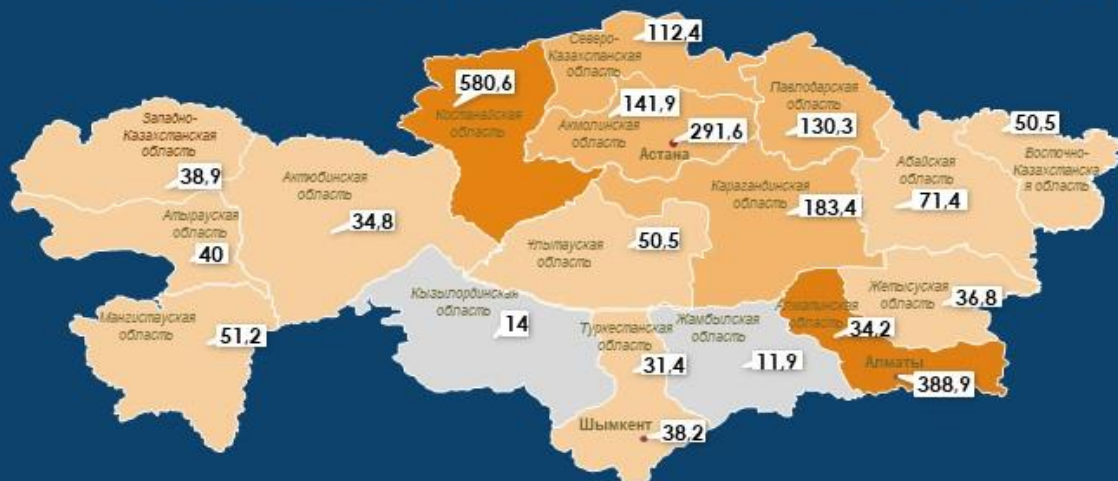 Северо-
Казахстанская
область
112,4
580,6
Костанайская
область
141,9
Акмолинская
область
291,6
Астана
Павлодарская
область
130,3
Западно-
Казахстанская
область
38,9
Актюбинская
область
34,8
Атырауская
область
40
Мангистауская
область
51,2
Карагандинская
область
183,4
Абайская
область
71,4
50,5
Восточно-
Казахстанска
я область
Ұлытауская
область
50,5
Кызылординская
область
14
Туркестанская
область
31,4
Жамбылская
область
11,9
Алматинская
область
34,2
Жетысуская
область
36,8
Алматы
388,9
Шымкент
38,2